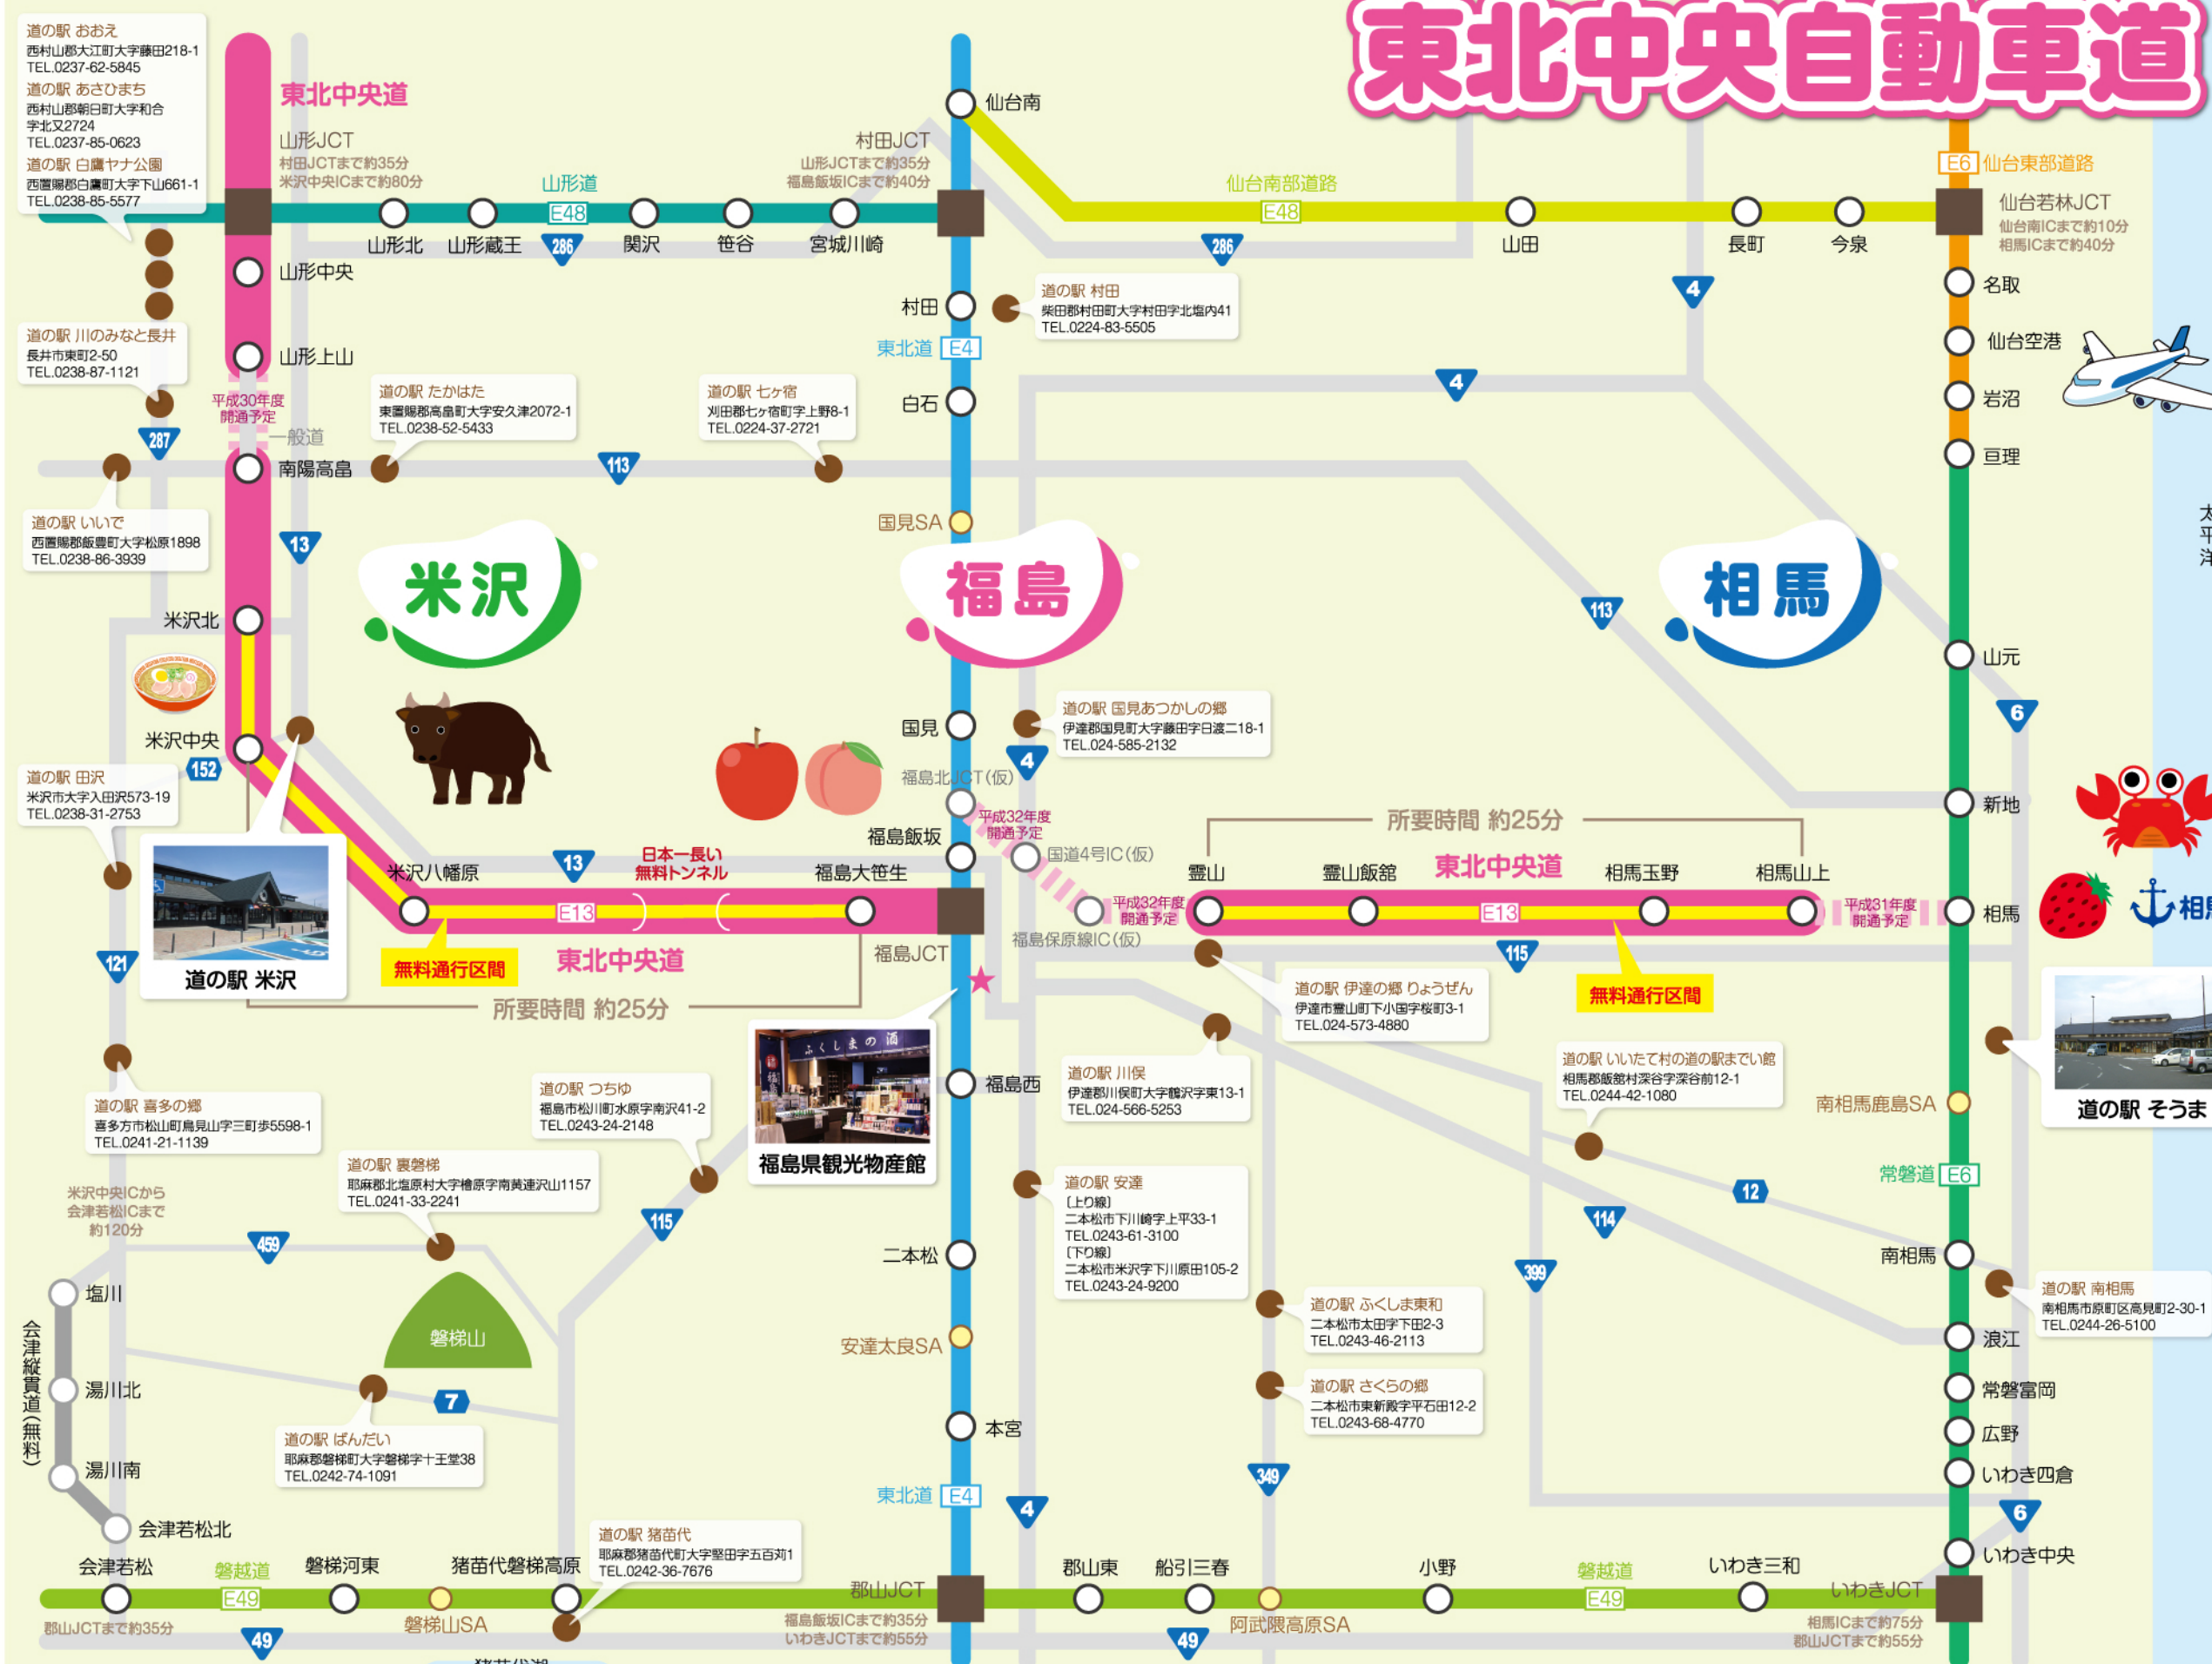 東北中央自動車道
道の駅 おおえ
西村山郡大江町大字藤田218-1
TEL.0237-62-5845
道の駅 あさひまち
西村山郡朝日町大字和合
字北又2724
TEL.0237-85-0623
道の駅 白鷹ヤナ公園
西置賜郡白鷹町大字下山661-1
TEL.0238-85-5577
東北中央道
山形JCT
村田JCTまで約35分
米沢中央ICまで約80分
山形道
E48
286
山形北
山形蔵王
関沢
笹谷
宮城川崎
村田JCT
山形JCTまで約35分
福島飯坂ICまで約40分
仙台南
仙台南部道路
E48
286
山田
長町
今泉
4
E6 仙台東部道路
仙台若林JCT
仙台南ICまで約10分
相馬ICまで約40分
名取
仙台空港
岩沼
亘理
山形中央
山形上山
平成30年度
開通予定
一般道
南陽高畠
道の駅 川のみなと長井
長井市東町2-50
TEL.0238-87-1121
287
道の駅 たかはた
東置賜郡高畠町大字安久津2072-1
TEL.0238-52-5433
113
道の駅 七ヶ宿
刈田郡七ヶ宿町字上野8-1
TEL.0224-37-2721
村田
東北道 E4
白石
国見SA
道の駅 村田
柴田郡村田町大字村田字北塩内41
TEL.0224-83-5505
4
道の駅 いいで
西置賜郡飯豊町大字松原1898
TEL.0238-86-3939
13
米沢
福島
相馬
113
太平洋
山元
6
新地
米沢北
米沢中央
152
道の駅 田沢
米沢市大字入田沢573-19
TEL.0238-31-2753
道の駅 米沢
121
米沢八幡原
13
日本一長い
無料トンネル
福島大笹生
E13
無料通行区間
東北中央道
所要時間 約25分
国見
道の駅 国見あつかしの郷
伊達郡国見町大字藤田字日渡二18-1
TEL.024-585-2132
4
福島北JCT(仮)
平成32年度
開通予定
福島飯坂
国道4号IC(仮)
平成32年度
開通予定
福島保原線IC(仮)
福島JCT
所要時間 約25分
東北中央道
霊山
霊山飯舘
相馬玉野
相馬山上
E13
平成31年度
開通予定
相馬
相馬
115
無料通行区間
道の駅 伊達の郷 りょうぜん
伊達市霊山町下小国字桜町3-1
TEL.024-573-4880
道の駅 そうま
ふくしまの酒
福島県観光物産館
福島西
道の駅 川俣
伊達郡川俣町大字鶴沢字東13-1
TEL.024-566-5253
道の駅 いいたて村の道の駅までい館
相馬郡飯舘村深谷字深谷前12-1
TEL.0244-42-1080
南相馬鹿島SA
常磐道 E6
道の駅 喜多の郷
喜多方市松山町鳥見山字三町歩5598-1
TEL.0241-21-1139
道の駅 つちゆ
福島市松川町水原字南沢41-2
TEL.0243-24-2148
道の駅 裏磐梯
耶麻郡北塩原村大字檜原字南黄連沢山1157
TEL.0241-33-2241
115
米沢中央ICから
会津若松ICまで
約120分
459
道の駅 安達
〔上り線〕
二本松市下川崎字上平33-1
TEL.0243-61-3100
〔下り線〕
二本松市米沢字下川原田105-2
TEL.0243-24-9200
12
114
399
二本松
安達太良SA
本宮
東北道 E4
4
道の駅 ふくしま東和
二本松市太田字下田2-3
TEL.0243-46-2113
道の駅 さくらの郷
二本松市東新殿字平石田12-2
TEL.0243-68-4770
349
南相馬
道の駅 南相馬
南相馬市原町区高見町2-30-1
TEL.0244-26-5100
浪江
常磐富岡
広野
いわき四倉
6
いわき中央
塩川
会津縦貫道(無料)
湯川北
湯川南
会津若松北
磐梯山
7
道の駅 ばんだい
耶麻郡磐梯町大字磐梯字十王堂38
TEL.0242-74-1091
道の駅 猪苗代
耶麻郡猪苗代町大字堅田字五百苅1
TEL.0242-36-7676
会津若松
郡山JCTまで約35分
磐越道
E49
49
磐梯河東
磐梯山SA
猪苗代磐梯高原
郡山JCT
福島飯坂ICまで約35分
いわきJCTまで約55分
郡山東
船引三春
49
阿武隈高原SA
小野
磐越道
E49
いわき三和
いわきJCT
相馬ICまで約75分
郡山JCTまで約55分